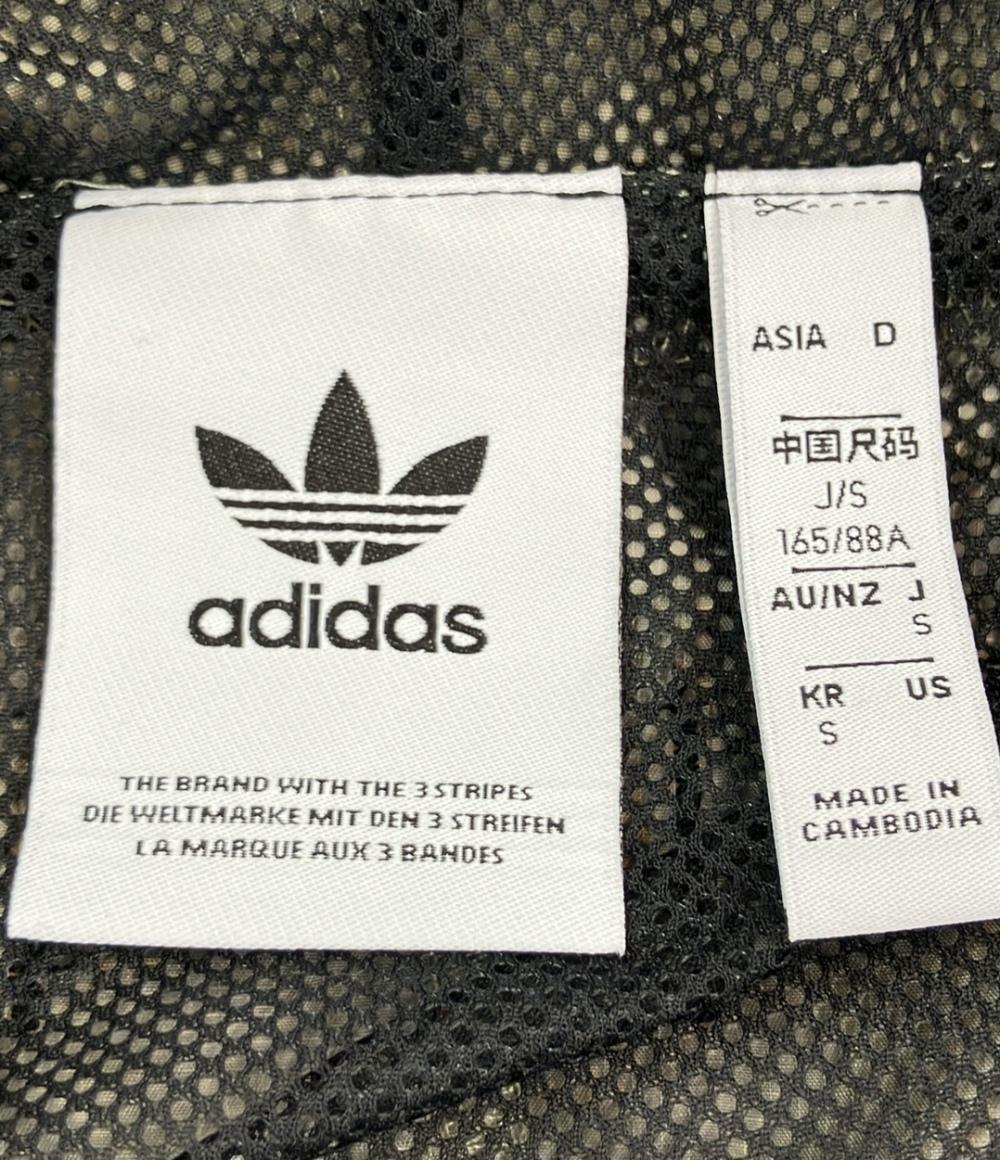 adidas
THE BRAND WITH THE 3 STRIPES
DIE WELTMARKE MIT DEN 3 STREIFEN
LA MARQUE AUX 3 BANDES
ASIA D
中国尺码
J/S
165/88A
AU/NZ J
S
KR US
S
MADE IN
CAMBODIA